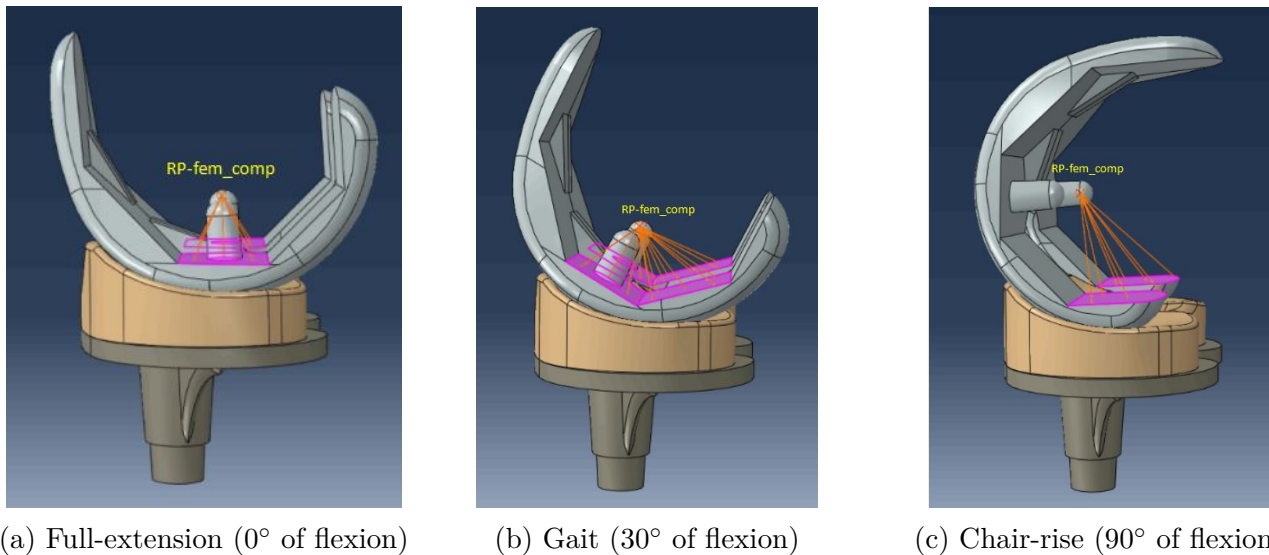 RP-fem_comp
RP-fem_comp
RP-fem_comp
(a) Full-extension (0° of flexion)
(b) Gait (30° of flexion)
(c) Chair-rise (90° of flexion